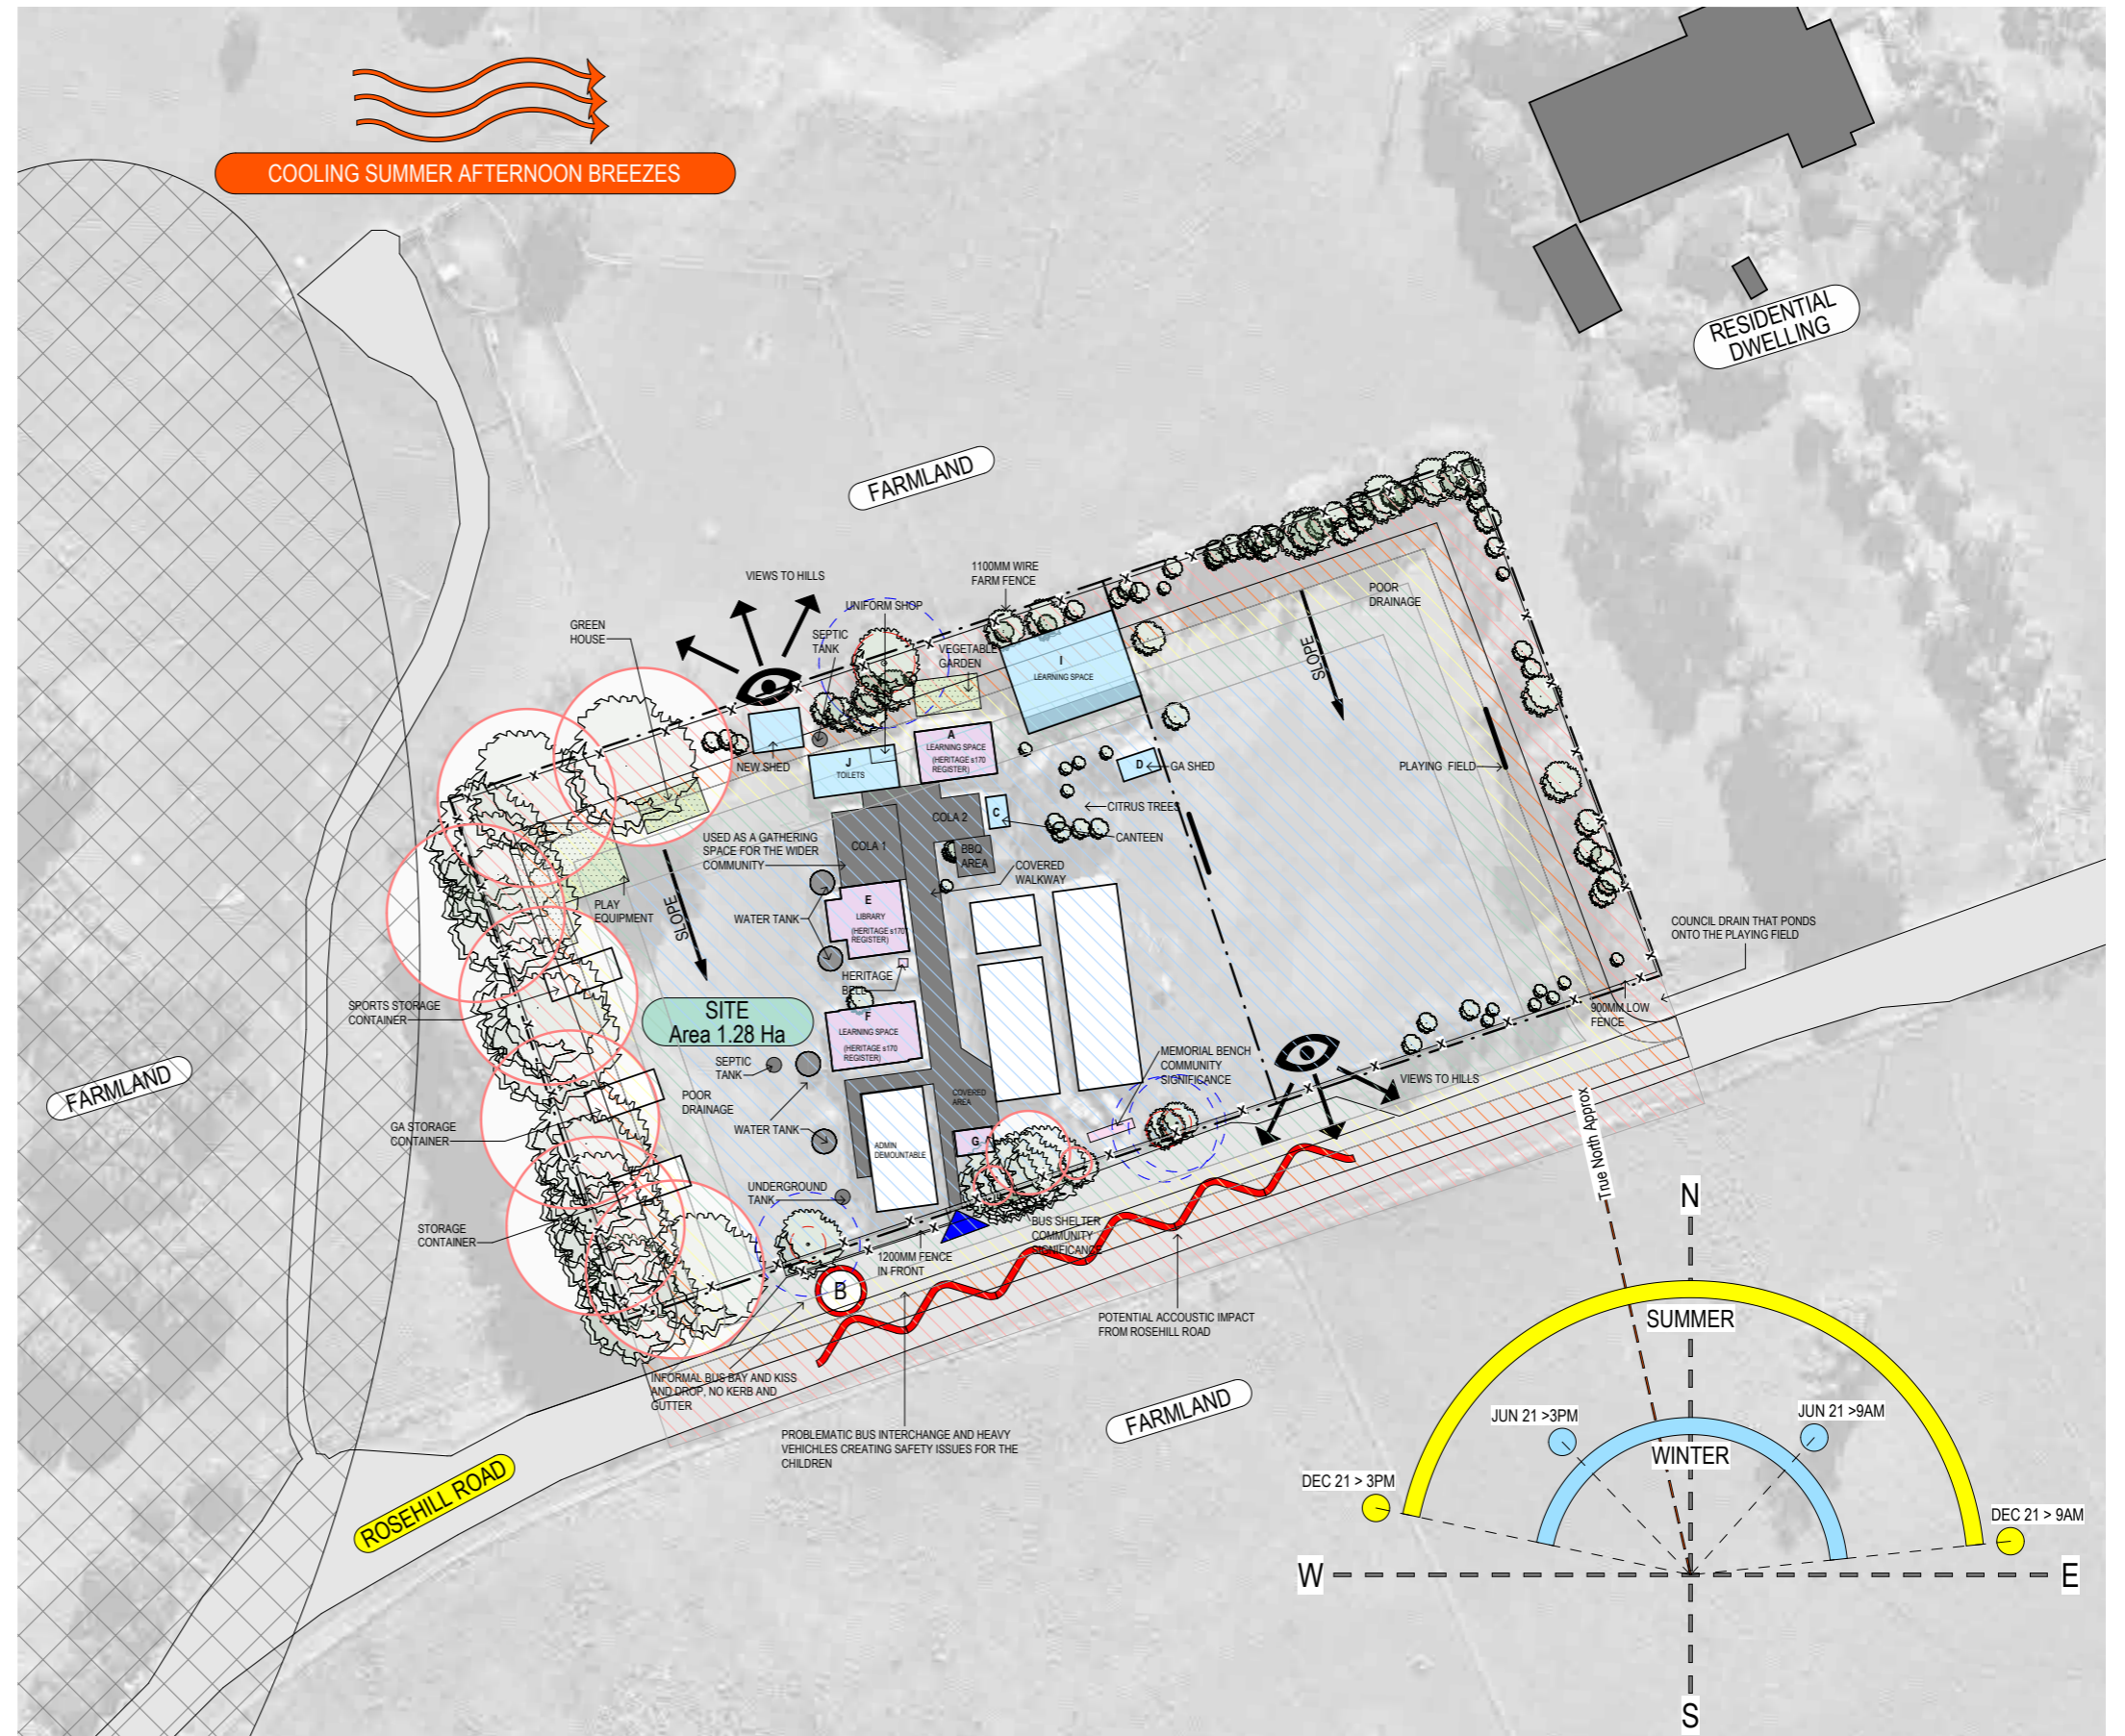 COOLING SUMMER AFTERNOON BREEZES
RESIDENTIAL
DWELLING
FARMLAND
1100MM WIRE
FARM FENCE
VIEWS TO HILLS
UNIFORM SHOP
SEPTIC
TANK
GREEN
HOUSE
VEGETABLE
GARDEN
I
LEARNING SPACE
POOR
DRAINAGE
SLOPE
A
LEARNING SPACE
(HERITAGE s170
REGISTER)
NEW SHED
J
TOILETS
D
GA SHED
PLAYING FIELD
CITRUS TREES
C
CANTEEN
COLA 2
COLA 1
USED AS A GATHERING
SPACE FOR THE WIDER
COMMUNITY
BBQ
AREA
COVERED
WALKWAY
PLAY
EQUIPMENT
SLOPE
WATER TANK
E
LIBRARY
(HERITAGE s170
REGISTER)
HERITAGE
BELL
COUNCIL DRAIN THAT PONDS
ONTO THE PLAYING FIELD
SPORTS STORAGE
CONTAINER
SITE
Area 1.28 Ha
F
LEARNING SPACE
(HERITAGE s170
REGISTER)
900MM LOW
FENCE
SEPTIC
TANK
MEMORIAL BENCH
COMMUNITY
SIGNIFICANCE
VIEWS TO HILLS
FARMLAND
POOR
DRAINAGE
COVERED
AREA
GA STORAGE
CONTAINER
WATER TANK
ADMIN
DEMOUNTABLE
G
True North Approx
UNDERGROUND
TANK
STORAGE
CONTAINER
BUS SHELTER
COMMUNITY
SIGNIFICANCE
1200MM FENCE
IN FRONT
B
POTENTIAL ACCOUSTIC IMPACT
FROM ROSEHILL ROAD
INFORMAL BUS BAY AND KISS
AND DROP, NO KERB AND
GUTTER
FARMLAND
PROBLEMATIC BUS INTERCHANGE AND HEAVY
VEHICHLES CREATING SAFETY ISSUES FOR THE
CHILDREN
ROSEHILL ROAD
N
SUMMER
JUN 21 >3PM
JUN 21 >9AM
WINTER
DEC 21 > 3PM
DEC 21 > 9AM
W
E
S